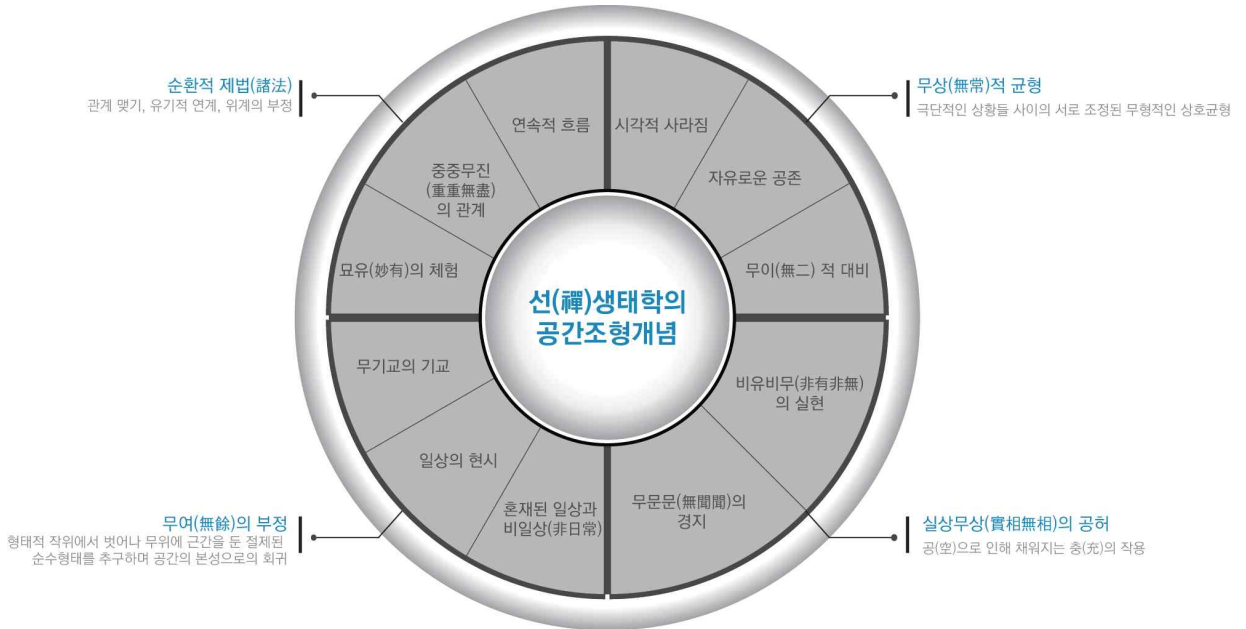 순환적 제법(諸法)
관계 맺기, 유기적 연계, 위계의 부정
무상(無常)적 균형
극단적인 상황들 사이의 서로 조정된 무형적인 상호균형
연속적 흐름
시각적 사라짐
중중무진
(重重無盡)
의 관계
자유로운 공존
묘유(妙有)의 체험
무이(無二) 적 대비
선(禪)생태학의
공간조형개념
무기교의 기교
비유비무(非有非無)
의 실현
일상의 현시
혼재된 일상과
비일상(非日常)
무문문(無聞聞)의
경지
무여(無餘)의 부정
형태적 작위에서 벗어나 무위에 근간을 둔 절제된
순수형태를 추구하며 공간의 본성으로의 회귀
실상무상(實相無相)의 공허
공(空)으로 인해 채워지는 충(充)의 작용